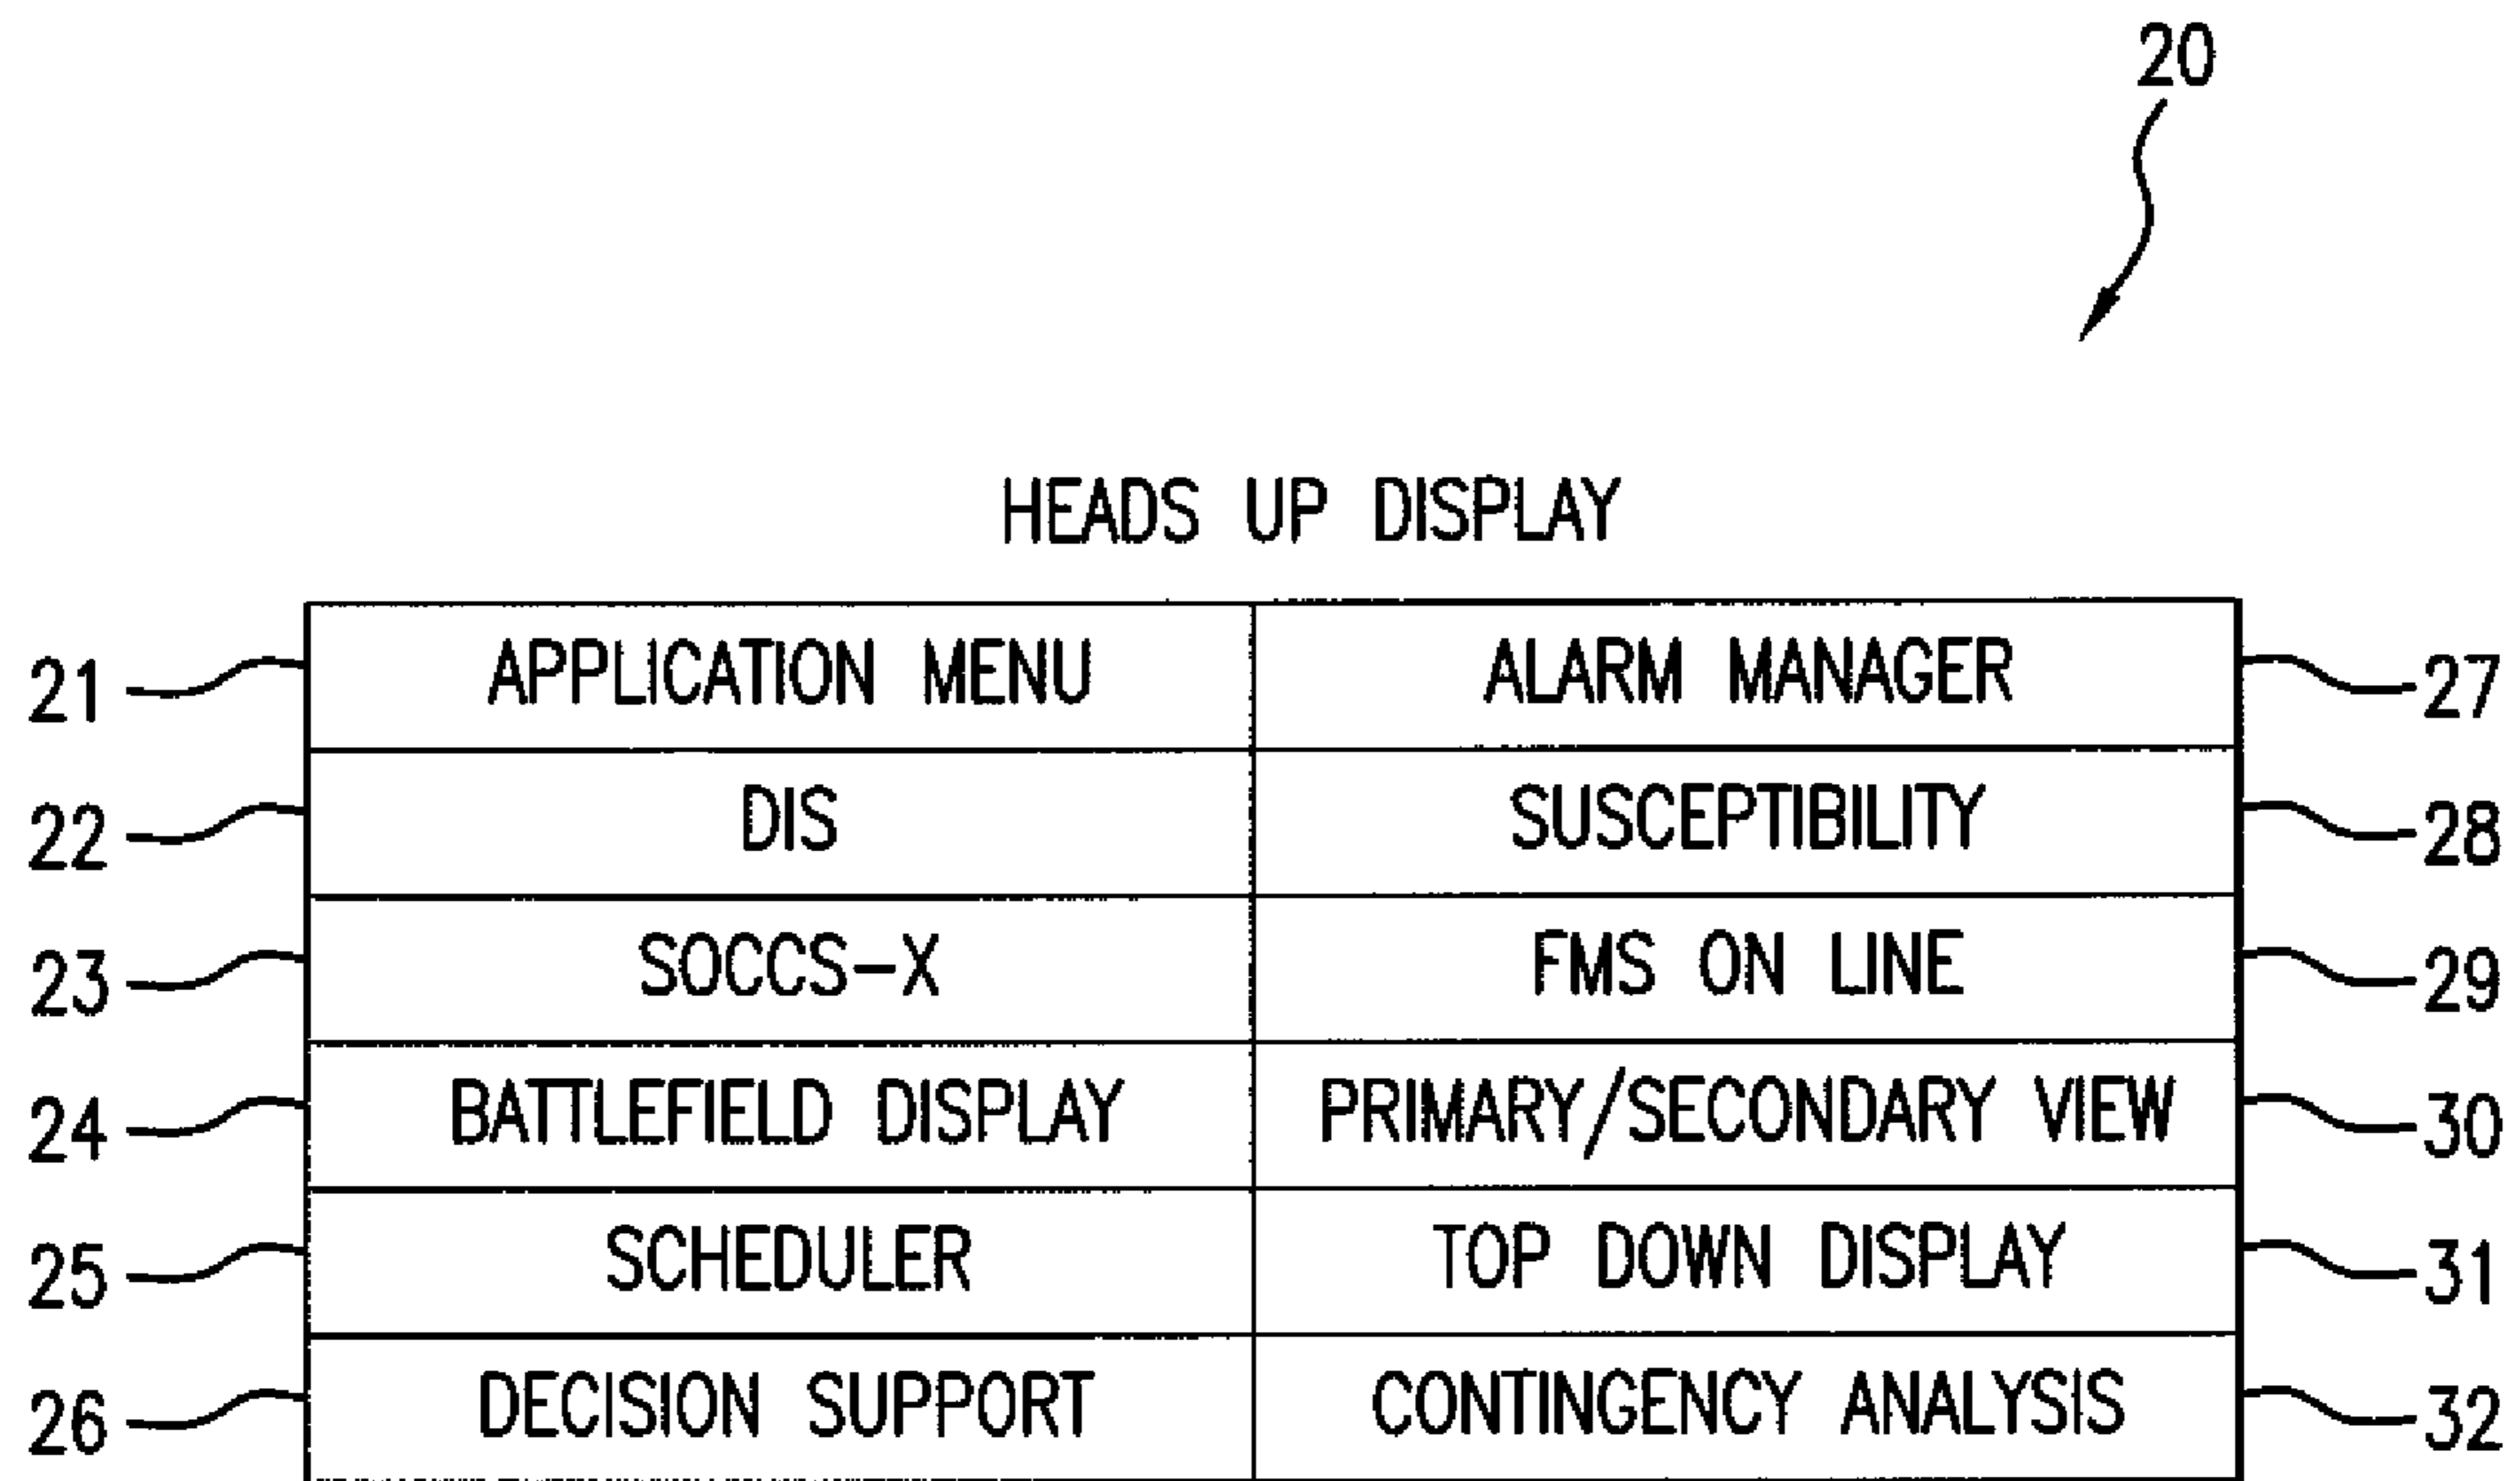 20
HEADS UP DISPLAY
21 APPLICATION MENU ALARM MANAGER 27
22 DIS SUSCEPTIBILITY 28
23 SOCCS-X FMS ON LINE 29
24 BATTLEFIELD DISPLAY PRIMARY/SECONDARY VIEW 30
25 SCHEDULER TOP DOWN DISPLAY 31
26 DECISION SUPPORT CONTINGENCY ANALYSIS 32